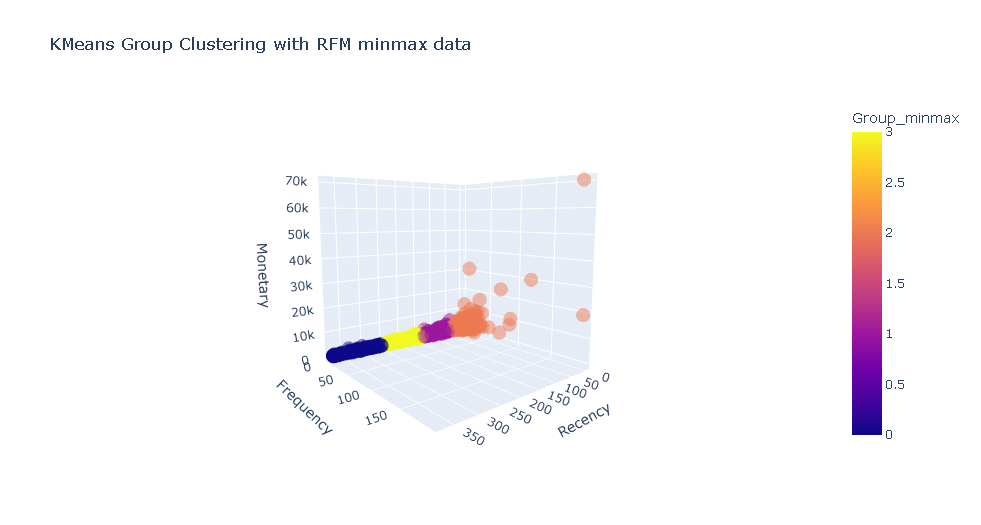 KMeans Group Clustering with RFM minmax data
Group_minmax
3
2.5
2
1.5
1
0.5
0
70k
60k
50k
40k
30k
20k
10k
0
Monetary
0
50
100
150
Frequency
0
50
100
150
200
250
300
350
Recency